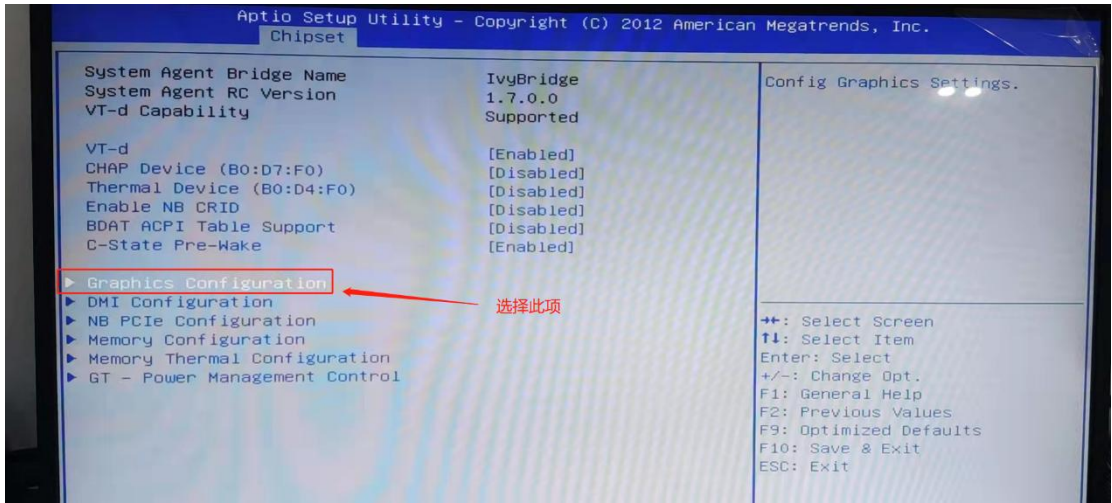 Aptio Setup Utility – Copyright (C) 2012 American Megatrends, Inc.
Chipset
System Agent Bridge Name IvyBridge
System Agent RC Version 1.7.0.0
VT-d Capability Supported
VT-d [Enabled]
CHAP Device (B0:D7:F0) [Disabled]
Thermal Device (B0:D4:F0) [Disabled]
Enable NB CRID [Disabled]
BDAT ACPI Table Support [Disabled]
C-State Pre-Wake [Enabled]
▶ Graphics Configuration
选择此项
▶ DMI Configuration
▶ NB PCIe Configuration
▶ Memory Configuration
▶ Memory Thermal Configuration
▶ GT – Power Management Control
Config Graphics Settings.
→←: Select Screen
↑↓: Select Item
Enter: Select
+/-: Change Opt.
F1: General Help
F2: Previous Values
F9: Optimized Defaults
F10: Save & Exit
ESC: Exit